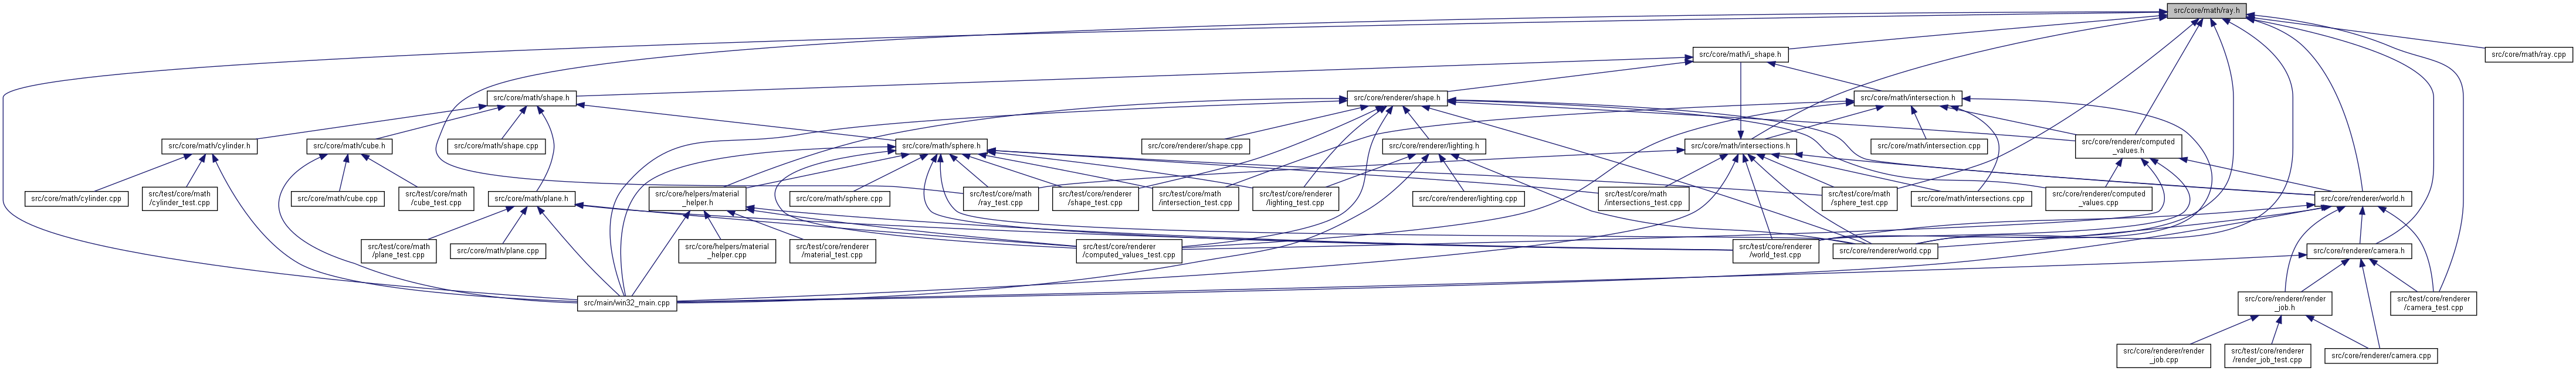 src/core/math/ray.h
src/core/math/i_shape.h
src/core/math/ray.cpp
src/core/math/shape.h
src/core/renderer/shape.h
src/core/math/intersection.h
src/core/math/cylinder.h
src/core/math/cube.h
src/core/math/shape.cpp
src/core/math/sphere.h
src/core/renderer/shape.cpp
src/core/renderer/lighting.h
src/core/math/intersections.h
src/core/math/intersection.cpp
src/core/renderer/computed
_values.h
src/core/math/cylinder.cpp
src/test/core/math
/cylinder_test.cpp
src/core/math/cube.cpp
src/test/core/math
/cube_test.cpp
src/core/math/plane.h
src/core/helpers/material
_helper.h
src/core/math/sphere.cpp
src/test/core/math
/ray_test.cpp
src/test/core/renderer
/shape_test.cpp
src/test/core/math
/intersection_test.cpp
src/test/core/renderer
/lighting_test.cpp
src/core/renderer/lighting.cpp
src/test/core/math
/intersections_test.cpp
src/test/core/math
/sphere_test.cpp
src/core/math/intersections.cpp
src/core/renderer/computed
_values.cpp
src/core/renderer/world.h
src/test/core/math
/plane_test.cpp
src/core/math/plane.cpp
src/core/helpers/material
_helper.cpp
src/test/core/renderer
/material_test.cpp
src/test/core/renderer
/computed_values_test.cpp
src/test/core/renderer
/world_test.cpp
src/core/renderer/world.cpp
src/core/renderer/camera.h
src/main/win32_main.cpp
src/core/renderer/render
_job.h
src/test/core/renderer
/camera_test.cpp
src/core/renderer/render
_job.cpp
src/test/core/renderer
/render_job_test.cpp
src/core/renderer/camera.cpp